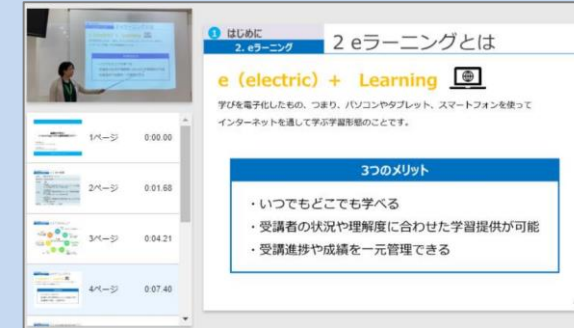 1ページ 0:00.00
2ページ 0:01.68
3ページ 0:04.21
4ページ 0:07.40
1 はじめに
2. eラーニング
2 eラーニングとは
e（electric）+ Learning
学びを電子化したもの、つまり、パソコンやタブレット、スマートフォンを使って
インターネットを通して学ぶ学習形態のことです。
3つのメリット
・いつでもどこでも学べる
・受講者の状況や理解度に合わせた学習提供が可能
・受講進捗や成績を一元管理できる